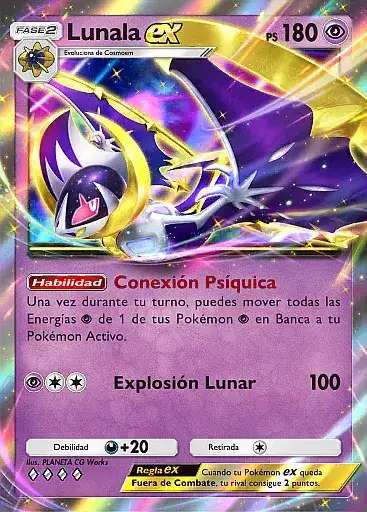 FASE2 Lunala ex PS 180
Evoluciona de Cosmoem
Habilidad Conexión Psíquica
Una vez durante tu turno, puedes mover todas las
Energías de 1 de tus Pokémon en Banca a tu
Pokémon Activo.
Explosión Lunar 100
Debilidad +20 Retirada
Ilus. PLANETA CG Works
Regla ex Cuando tu Pokémon ex queda
Fuera de Combate, tu rival consigue 2 puntos.